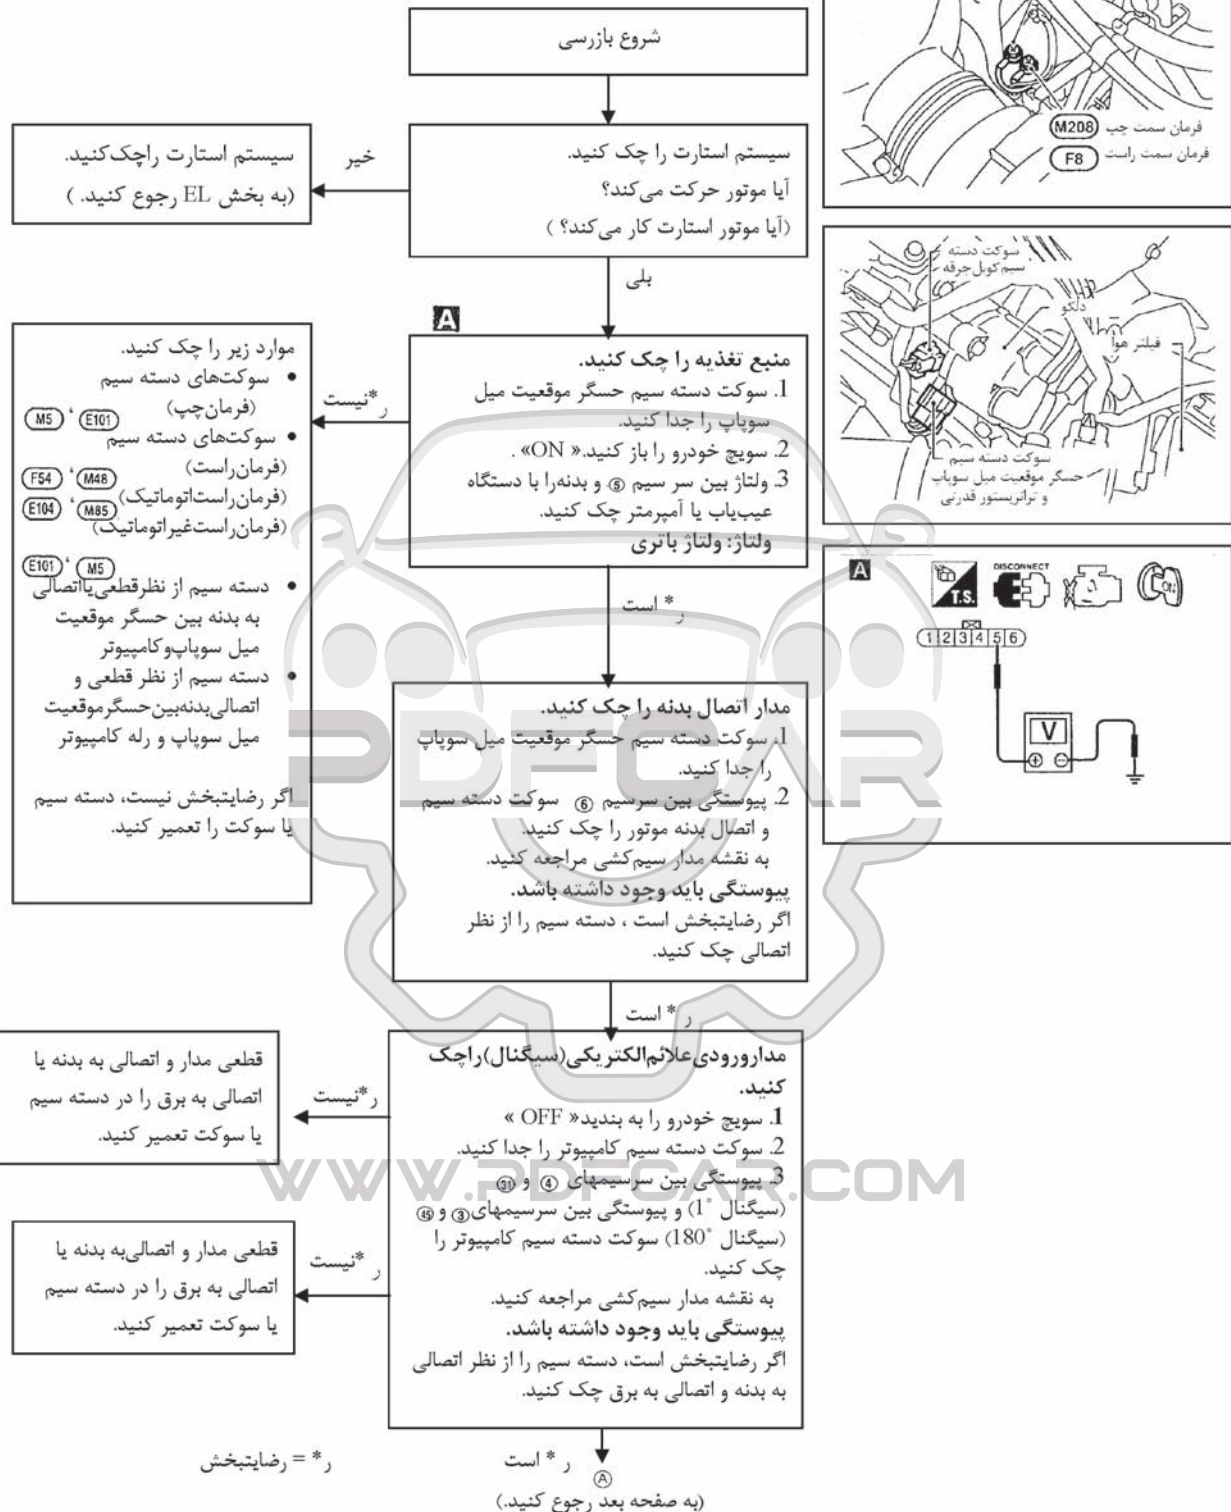 شروع بازرسی
سیستم استارت را چک کنید.
آیا موتور حرکت می‌کند؟
(آیا موتور استارت کار می‌کند؟ )
خیر
سیستم استارت راچک‌کنید.
(به بخش EL رجوع کنید. )
بلی
A
منبع تغذیه را چک کنید.
1. سوکت دسته سیم حسگر موقعیت میل
سوپاپ را جدا کنید.
2. سویچ خودرو را باز کنید.« ON» .
3. ولتاژ بین سر سیم ⑤ و بدنه‌را با دستگاه
عیب‌یاب یا آمپرمتر چک کنید.
ولتاژ: ولتاژ باتری
ر*نیست
موارد زیر را چک کنید.
• سوکت‌های دسته سیم
(فرمان‌چپ)
M5 ، E101
• سوکت‌های دسته سیم
(فرمان‌راست)
F54 ، M48
(فرمان‌راست‌اتوماتیک)
E104 ، M85
(فرمان‌راست‌غیراتوماتیک)
E101 ، M5
• دسته سیم از نظرقطعی‌یااتصالی
به بدنه بین حسگر موقعیت
میل سوپاپ‌وکامپیوتر
• دسته سیم از نظر قطعی و
اتصالی‌بدنه‌بین‌حسگرموقعیت
میل سوپاپ و رله کامپیوتر
اگر رضایتبخش نیست، دسته سیم
یا سوکت را تعمیر کنید.
ر* است
مدار اتصال بدنه را چک کنید.
1. سوکت دسته سیم حسگر موقعیت میل سوپاپ
را جدا کنید.
2. پیوستگی بین سرسیم ⑥ سوکت دسته سیم
و اتصال بدنه موتور را چک کنید.
به نقشه مدار سیم‌کشی مراجعه کنید.
پیوستگی باید وجود داشته باشد.
اگر رضایتبخش است ، دسته سیم را از نظر
اتصالی چک کنید.
ر * است
مدارورودی‌علائم‌الکتریکی(سیگنال)راچک
کنید.
1. سویچ خودرو را به بندید« OFF »
2. سوکت دسته سیم کامپیوتر را جدا کنید.
3. پیوستگی بین سرسیمهای ④ و ㉛
(سیگنال °1) و پیوستگی بین سرسیمهای③ و ㊺
(سیگنال °180) سوکت دسته سیم کامپیوتر را
چک کنید.
به نقشه مدار سیم‌کشی مراجعه کنید.
پیوستگی باید وجود داشته باشد.
اگر رضایتبخش است، دسته سیم را از نظر اتصالی
به بدنه و اتصالی به برق چک کنید.
ر*نیست
قطعی مدار و اتصالی به بدنه یا
اتصالی به برق را در دسته سیم
یا سوکت تعمیر کنید.
ر *نیست
قطعی مدار و اتصالی‌به بدنه یا
اتصالی به برق را در دسته سیم
یا سوکت تعمیر کنید.
ر * است
Ⓐ
(به صفحه بعد رجوع کنید.)
ر* = رضایتبخش
فرمان سمت چپ M208
فرمان سمت راست F8
سوکت دسته
سیم کویل‌جرقه
دلکو
فیلتر هوا
سوکت دسته سیم
حسگر موقعیت میل سوپاپ
و ترانزیستور قدرتی
A
T.S.
DISCONNECT
ON
1 2 3 4 5 6
V
+ −
PDFCAR
WWW.PDFCAR.COM